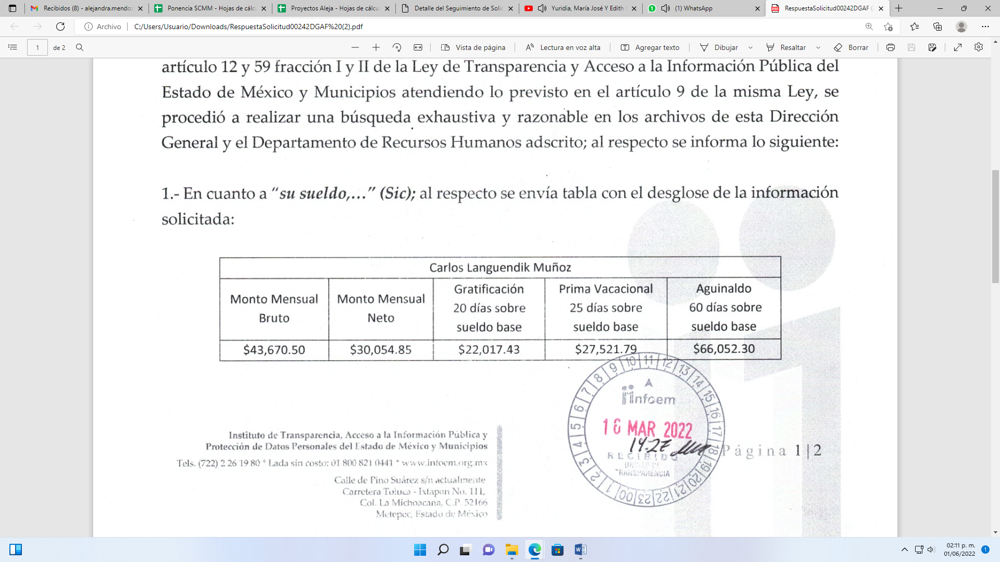 Recibidos (8) - alejandra.mendoz
Ponencia SCMM - Hojas de cálcu
Proyectos Aleja - Hojas de cálcul
Detalle del Seguimiento de Solic
Yuridia, María José Y Edith
(1) WhatsApp
RespuestaSolicitud00242DGAF (
Archivo
C:/Users/Usuario/Downloads/RespuestaSolicitud00242DGAF%20(2).pdf
1 de 2
Vista de página
Lectura en voz alta
Agregar texto
Dibujar
Resaltar
Borrar
artículo 12 y 59 fracción I y II de la Ley de Transparencia y Acceso a la Información Pública del
Estado de México y Municipios atendiendo lo previsto en el artículo 9 de la misma Ley, se
procedió a realizar una búsqueda exhaustiva y razonable en los archivos de esta Dirección
General y el Departamento de Recursos Humanos adscrito; al respecto se informa lo siguiente:
1.- En cuanto a “su sueldo,…” (Sic); al respecto se envía tabla con el desglose de la información
solicitada:
Carlos Languendik Muñoz
Monto Mensual
Bruto
Monto Mensual
Neto
Gratificación
20 días sobre
sueldo base
Prima Vacacional
25 días sobre
sueldo base
Aguinaldo
60 días sobre
sueldo base
$43,670.50 $30,054.85 $22,017.43 $27,521.79 $66,052.30
Instituto de Transparencia, Acceso a la Información Pública y
Protección de Datos Personales del Estado de México y Municipios
Tels. (722) 2 26 19 80 * Lada sin costo: 01 800 821 0441 * www.infoem.org.mx
Calle de Pino Suárez s/n actualmente
Carretera Toluca - Ixtapan No. 111,
Col. La Michoacana, C.P. 52166
Metepec, Estado de México
infoem
16 MAR 2022
14:27
RECIBIDO
UNIDAD DE
TRANSPARENCIA
1 2 3 4 5 6 7 8 9 10 11 12 13 14 15 16 17 18 19 20 21 22 23 00
Página 1|2
02:11 p. m.
01/06/2022
1